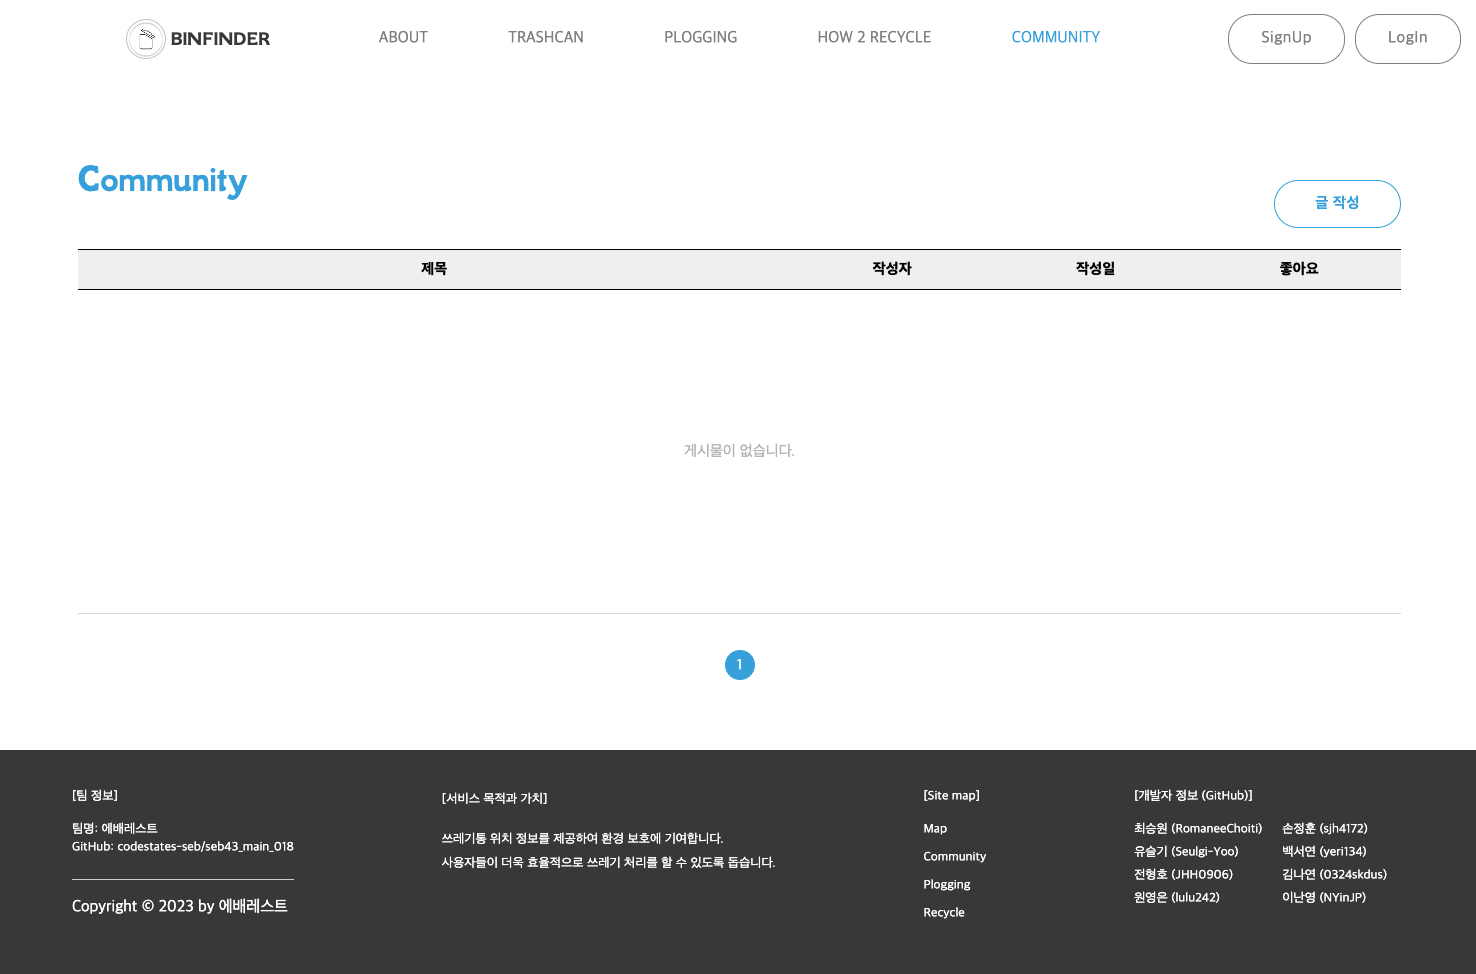 BINFINDER
ABOUT
TRASHCAN
PLOGGING
HOW 2 RECYCLE
COMMUNITY
SignUp
LogIn
Community
글 작성
제목
작성자
작성일
좋아요
게시물이 없습니다.
1
[팀 정보]
팀명: 에배레스트
GitHub: codestates-seb/seb43_main_018
Copyright © 2023 by 에배레스트
[서비스 목적과 가치]
쓰레기통 위치 정보를 제공하여 환경 보호에 기여합니다.
사용자들이 더욱 효율적으로 쓰레기 처리를 할 수 있도록 돕습니다.
[Site map]
Map
Community
Plogging
Recycle
[개발자 정보 (GitHub)]
최승원 (RomaneeChoiti)
유슬기 (Seulgi-Yoo)
전형호 (JHH0906)
원영은 (lulu242)
손정훈 (sjh4172)
백서연 (yeri134)
김나연 (0324skdus)
이난영 (NYinJP)